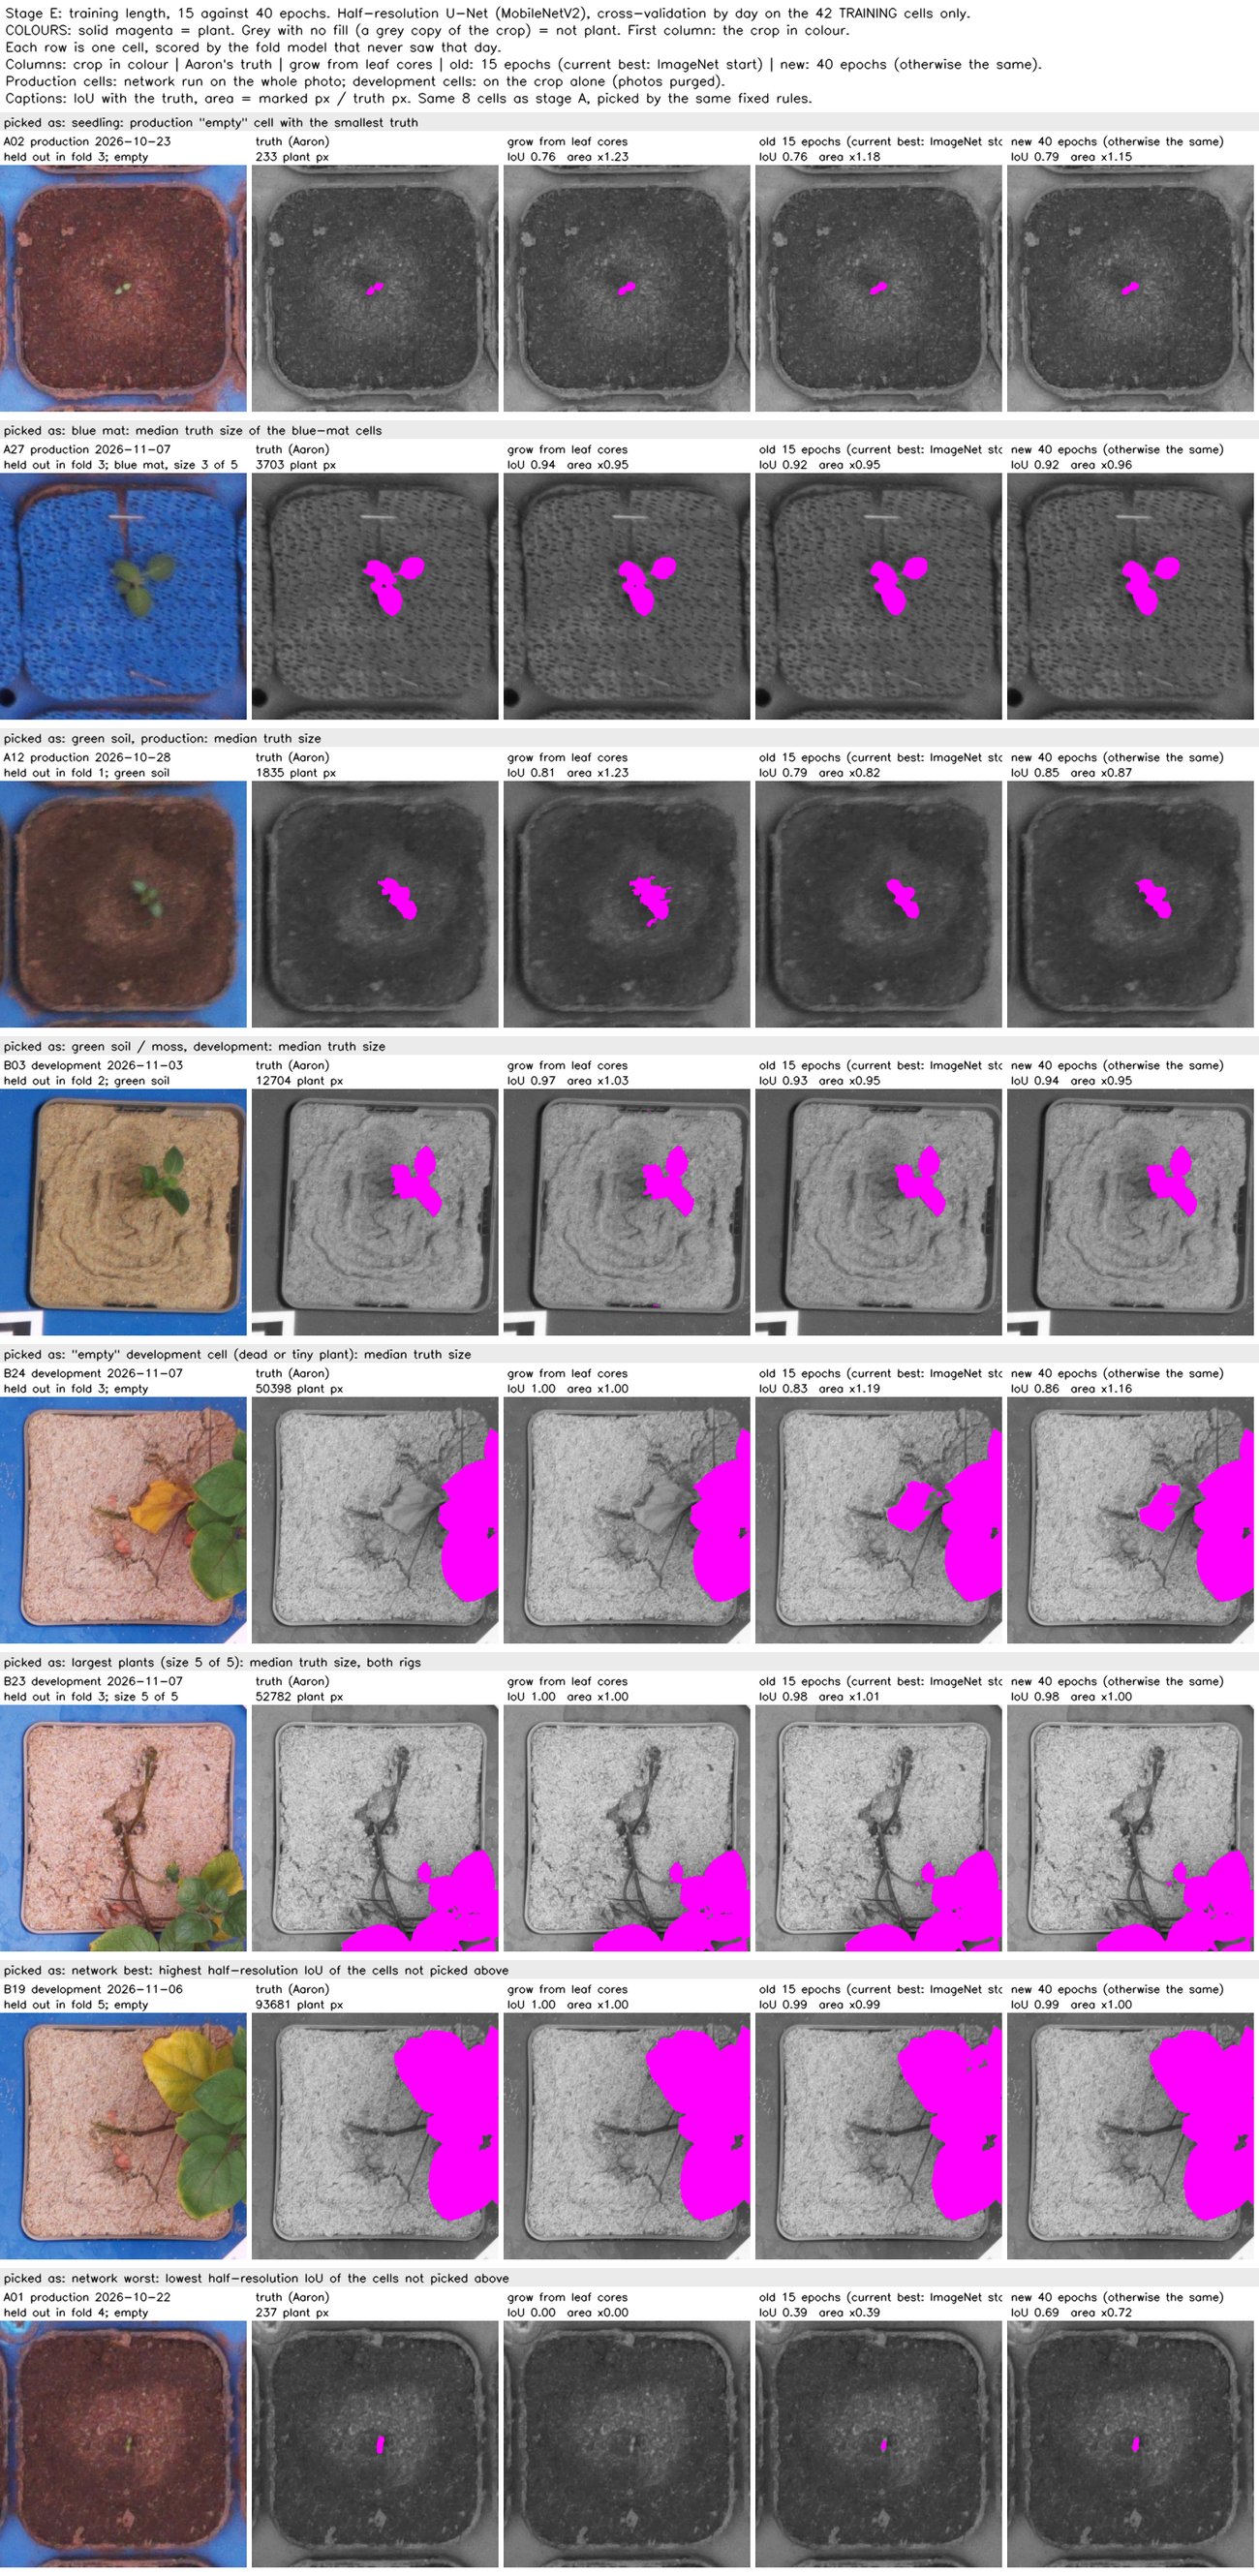 Stage E: training length, 15 against 40 epochs. Half-resolution U-Net (MobileNetV2), cross-validation by day on the 42 TRAINING cells only.
COLOURS: solid magenta = plant. Grey with no fill (a grey copy of the crop) = not plant. First column: the crop in colour.
Each row is one cell, scored by the fold model that never saw that day.
Columns: crop in colour | Aaron's truth | grow from leaf cores | old: 15 epochs (current best: ImageNet start) | new: 40 epochs (otherwise the same).
Production cells: network run on the whole photo; development cells: on the crop alone (photos purged).
Captions: IoU with the truth, area = marked px / truth px. Same 8 cells as stage A, picked by the same fixed rules.
picked as: seedling: production "empty" cell with the smallest truth
A02 production 2026-10-23 truth (Aaron) grow from leaf cores old 15 epochs (current best: ImageNet stc new 40 epochs (otherwise the same)
held out in fold 3; empty 233 plant px IoU 0.76 area x1.23 IoU 0.76 area x1.18 IoU 0.79 area x1.15
picked as: blue mat: median truth size of the blue-mat cells
A27 production 2026-11-07 truth (Aaron) grow from leaf cores old 15 epochs (current best: ImageNet stc new 40 epochs (otherwise the same)
held out in fold 3; blue mat, size 3 of 5 3703 plant px IoU 0.94 area x0.95 IoU 0.92 area x0.95 IoU 0.92 area x0.96
picked as: green soil, production: median truth size
A12 production 2026-10-28 truth (Aaron) grow from leaf cores old 15 epochs (current best: ImageNet stc new 40 epochs (otherwise the same)
held out in fold 1; green soil 1835 plant px IoU 0.81 area x1.23 IoU 0.79 area x0.82 IoU 0.85 area x0.87
picked as: green soil / moss, development: median truth size
B03 development 2026-11-03 truth (Aaron) grow from leaf cores old 15 epochs (current best: ImageNet stc new 40 epochs (otherwise the same)
held out in fold 2; green soil 12704 plant px IoU 0.97 area x1.03 IoU 0.93 area x0.95 IoU 0.94 area x0.95
picked as: "empty" development cell (dead or tiny plant): median truth size
B24 development 2026-11-07 truth (Aaron) grow from leaf cores old 15 epochs (current best: ImageNet stc new 40 epochs (otherwise the same)
held out in fold 3; empty 50398 plant px IoU 1.00 area x1.00 IoU 0.83 area x1.19 IoU 0.86 area x1.16
picked as: largest plants (size 5 of 5): median truth size, both rigs
B23 development 2026-11-07 truth (Aaron) grow from leaf cores old 15 epochs (current best: ImageNet stc new 40 epochs (otherwise the same)
held out in fold 3; size 5 of 5 52782 plant px IoU 1.00 area x1.00 IoU 0.98 area x1.01 IoU 0.98 area x1.00
picked as: network best: highest half-resolution IoU of the cells not picked above
B19 development 2026-11-06 truth (Aaron) grow from leaf cores old 15 epochs (current best: ImageNet stc new 40 epochs (otherwise the same)
held out in fold 5; empty 93681 plant px IoU 1.00 area x1.00 IoU 0.99 area x0.99 IoU 0.99 area x1.00
picked as: network worst: lowest half-resolution IoU of the cells not picked above
A01 production 2026-10-22 truth (Aaron) grow from leaf cores old 15 epochs (current best: ImageNet stc new 40 epochs (otherwise the same)
held out in fold 4; empty 237 plant px IoU 0.00 area x0.00 IoU 0.39 area x0.39 IoU 0.69 area x0.72